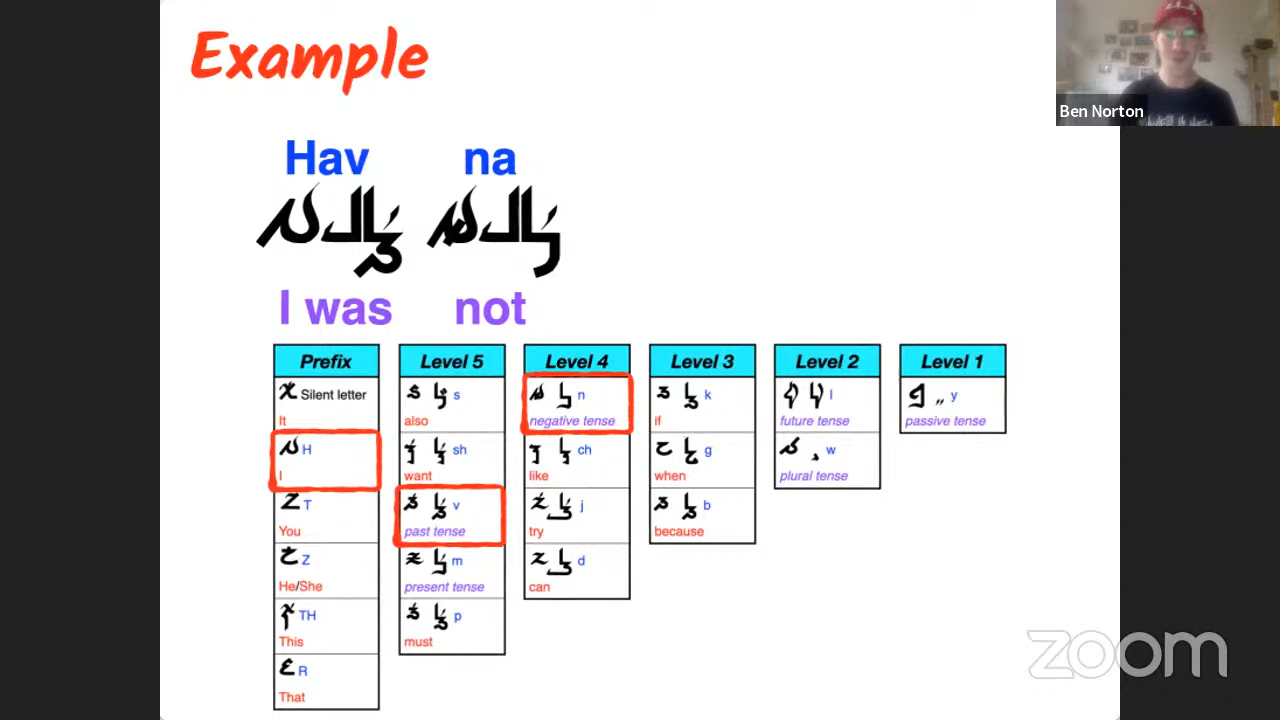 Example
Ben Norton
Hav na
I was not
Prefix Level 5 Level 4 Level 3 Level 2 Level 1
Silent letter s n k l y
It also negative tense if future tense passive tense
H sh ch g w
I want like when plural tense
T v j b
You past tense try because
Z m d
He/She present tense can
TH p
This must
R
That
zoom